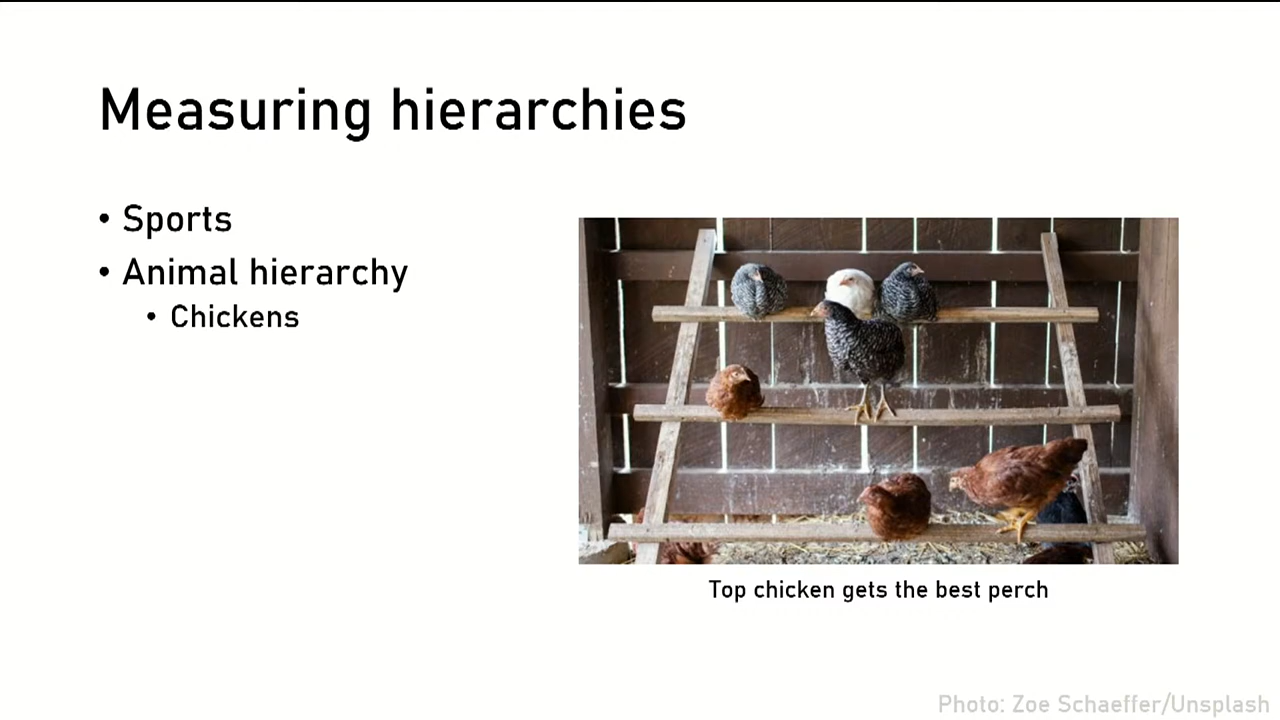 Measuring hierarchies
• Sports
• Animal hierarchy
• Chickens
Top chicken gets the best perch
Photo: Zoe Schaeffer/Unsplash